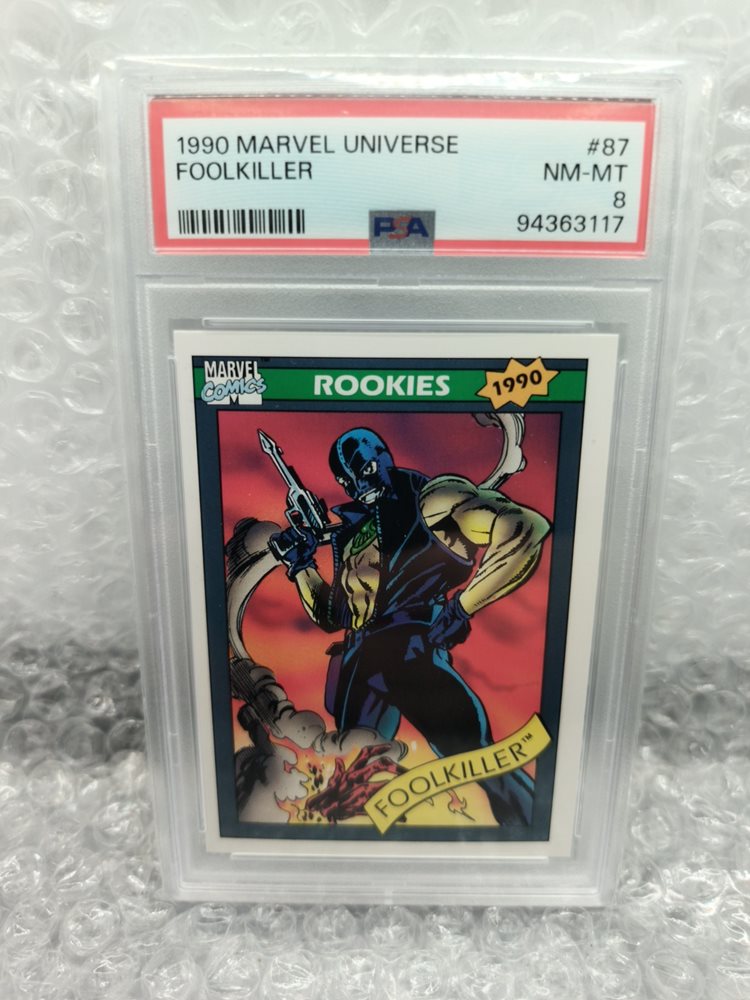 1990 MARVEL UNIVERSE #87
FOOLKILLER NM-MT
8
PSA 94363117
MARVEL
COMICS
ROOKIES
1990
FOOLKILLER™